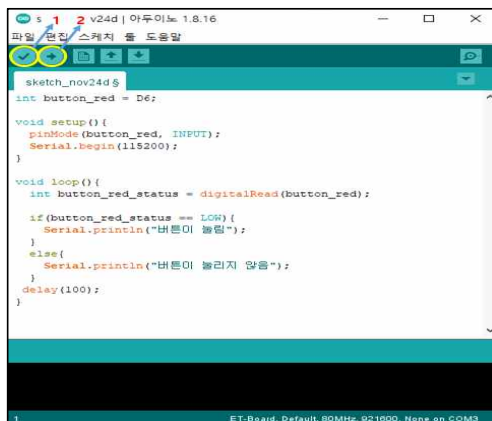 s 1 2 v24d | 아두이노 1.8.16
파일 편집 스케치 툴 도움말
sketch_nov24d §
int button_red = D6;
void setup(){
pinMode(button_red, INPUT);
Serial.begin(115200);
}
void loop(){
int button_red_status = digitalRead(button_red);
if(button_red_status == LOW){
Serial.println("버튼이 눌림");
}
else{
Serial.println("버튼이 눌리지 않음");
}
delay(100);
}
1 ET-Board, Default, 80MHz, 921600, None on COM3